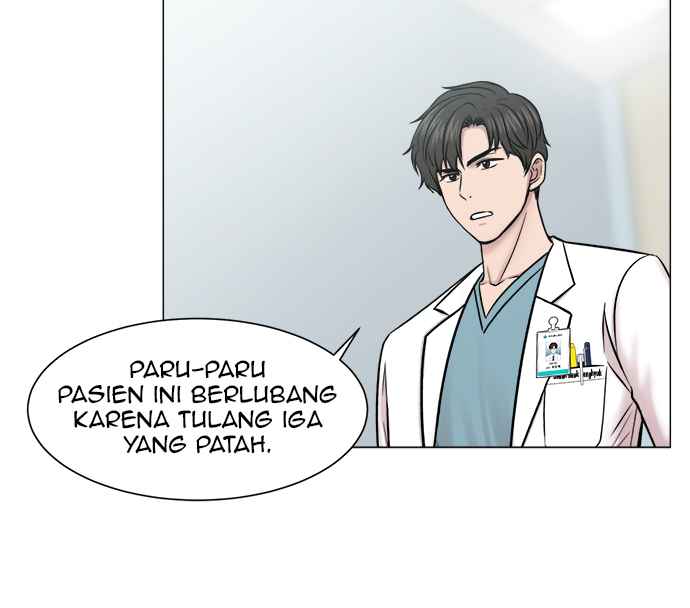 PARU-PARU
PASIEN INI BERLUBANG
KARENA TULANG IGA
YANG PATAH.